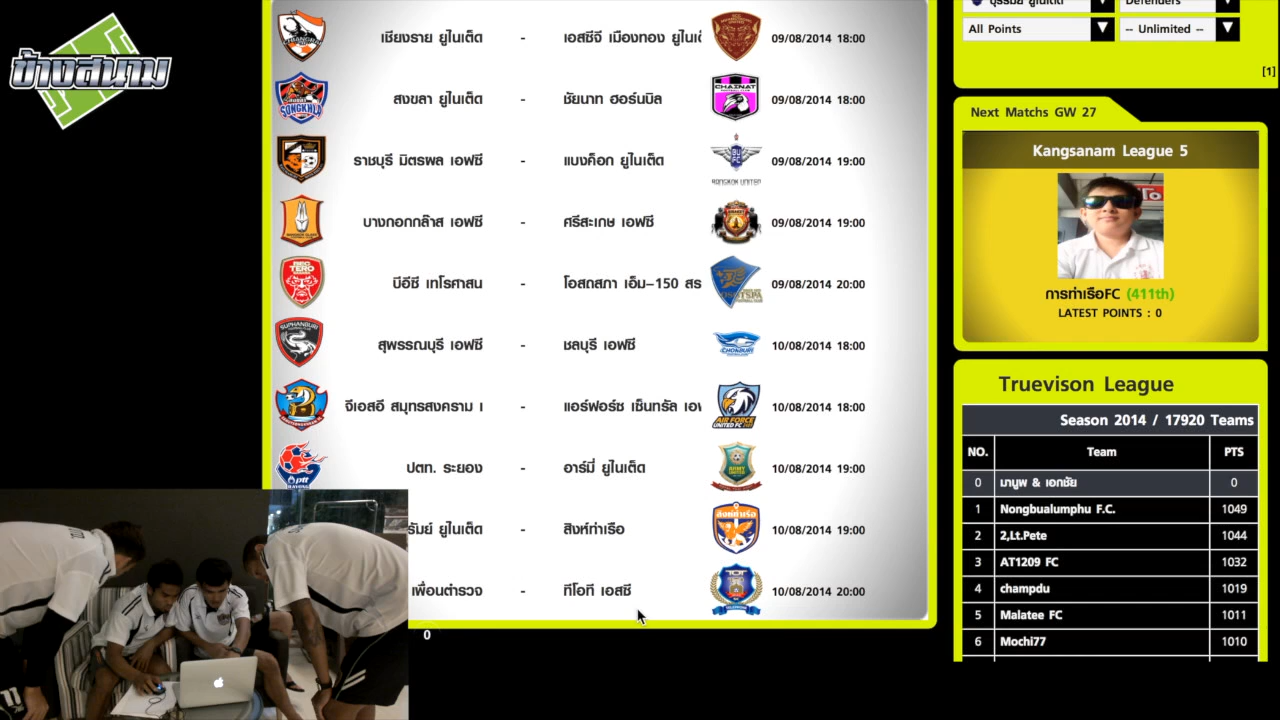 ข้างสนาม
เชียงราย ยูไนเต็ด - เอสซีจี เมืองทอง ยูไน 09/08/2014 18:00
สงขลา ยูไนเต็ด - ชัยนาท ฮอร์นบิล 09/08/2014 18:00
ราชบุรี มิตรผล เอฟซี - แบงค็อก ยูไนเต็ด 09/08/2014 19:00
บางกอกกล๊าส เอฟซี - ศรีสะเกษ เอฟซี 09/08/2014 19:00
บีอีซี เทโรศาสน - โอสถสภา เอ็ม-150 สร 09/08/2014 20:00
สุพรรณบุรี เอฟซี - ชลบุรี เอฟซี 10/08/2014 18:00
จีเอสอี สมุทรสงคราม - แอร์ฟอร์ซ เซ็นทรัล 10/08/2014 18:00
ปตท. ระยอง - อาร์มี่ ยูไนเต็ด 10/08/2014 19:00
รัมย์ ยูไนเต็ด - สิงห์ท่าเรือ 10/08/2014 19:00
เพื่อนตำรวจ - ทีโอที เอสซี 10/08/2014 20:00
0
บุรีรัมย์ ยูไนเต็ด Defenders
All Points -- Unlimited --
[1]
Next Matchs GW 27
Kangsanam League 5
การท่าเรือFC (411th)
LATEST POINTS : 0
Truevison League
Season 2014 / 17920 Teams
NO. Team PTS
0 มานูพ & เอกชัย 0
1 Nongbualumphu F.C. 1049
2 2,Lt.Pete 1044
3 AT1209 FC 1032
4 champdu 1019
5 Malatee FC 1011
6 Mochi77 1010